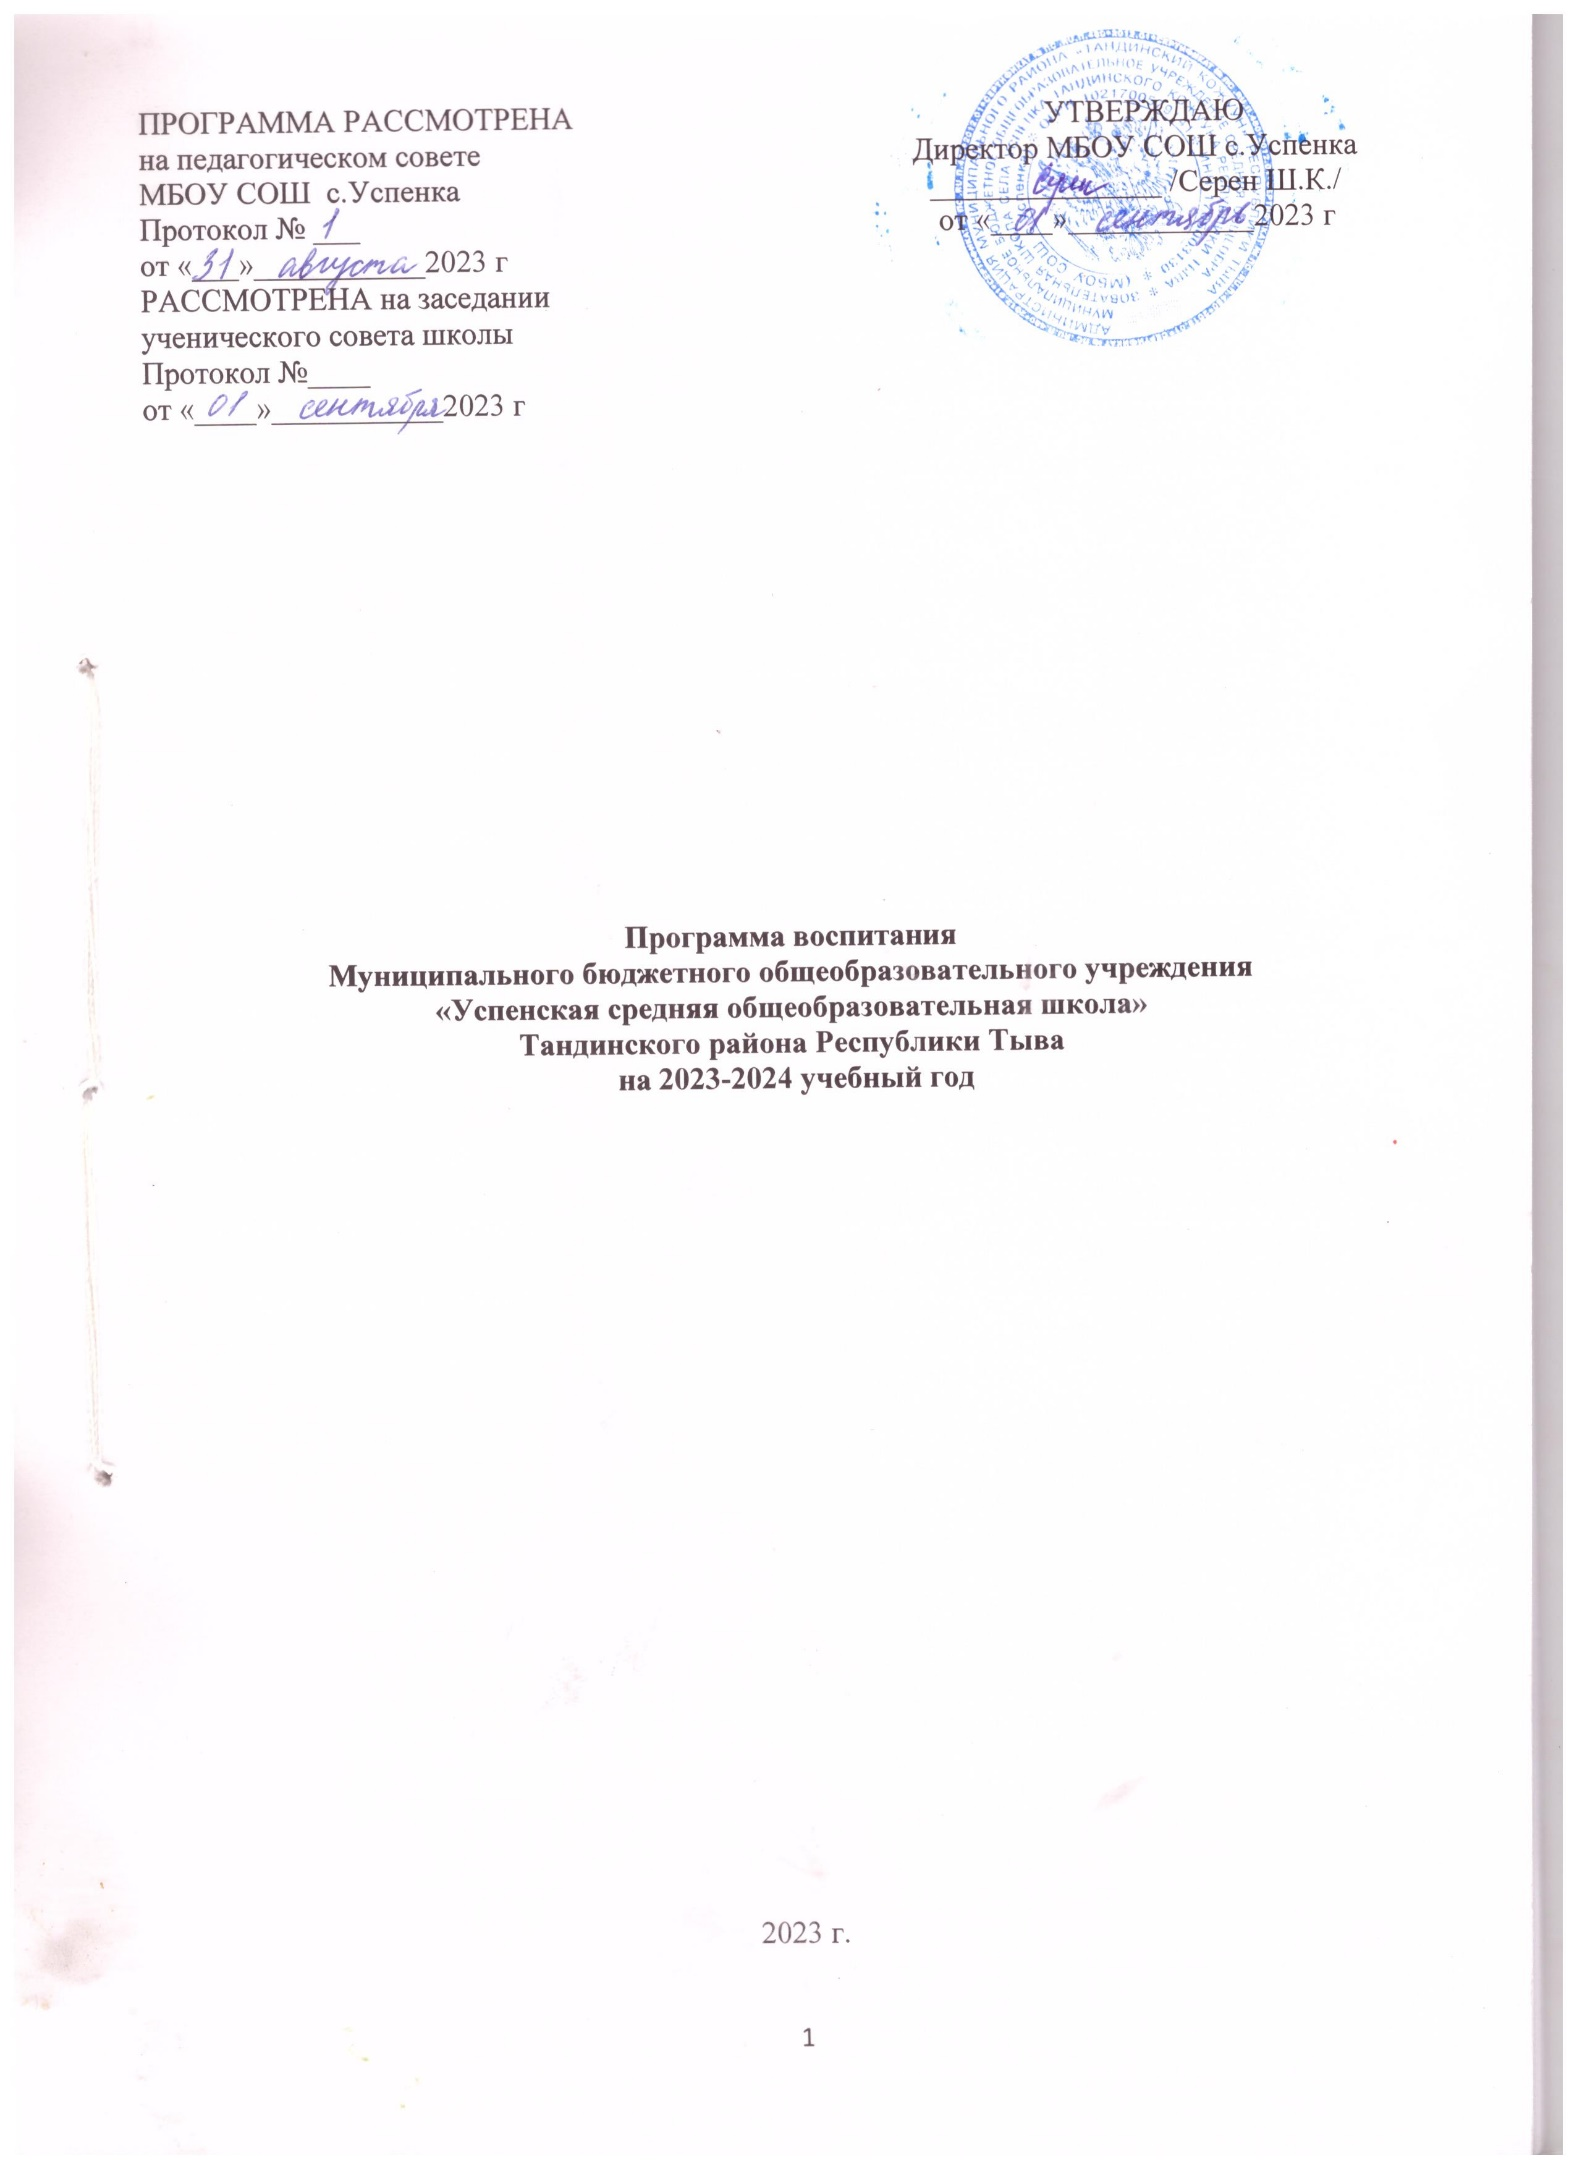 ПРОГРАММА РАССМОТРЕНА
на педагогическом совете
МБОУ СОШ с.Успенка
Протокол № 1
от «31» августа 2023 г
РАССМОТРЕНА на заседании
ученического совета школы
Протокол №____
от «01» сентября 2023 г
УТВЕРЖДАЮ
Директор МБОУ СОШ с.Успенка
/Серен Ш.К./
от «01» сентябрь 2023 г
Программа воспитания
Муниципального бюджетного общеобразовательного учреждения
«Успенская средняя общеобразовательная школа»
Тандинского района Республики Тыва
на 2023-2024 учебный год
2023 г.
1